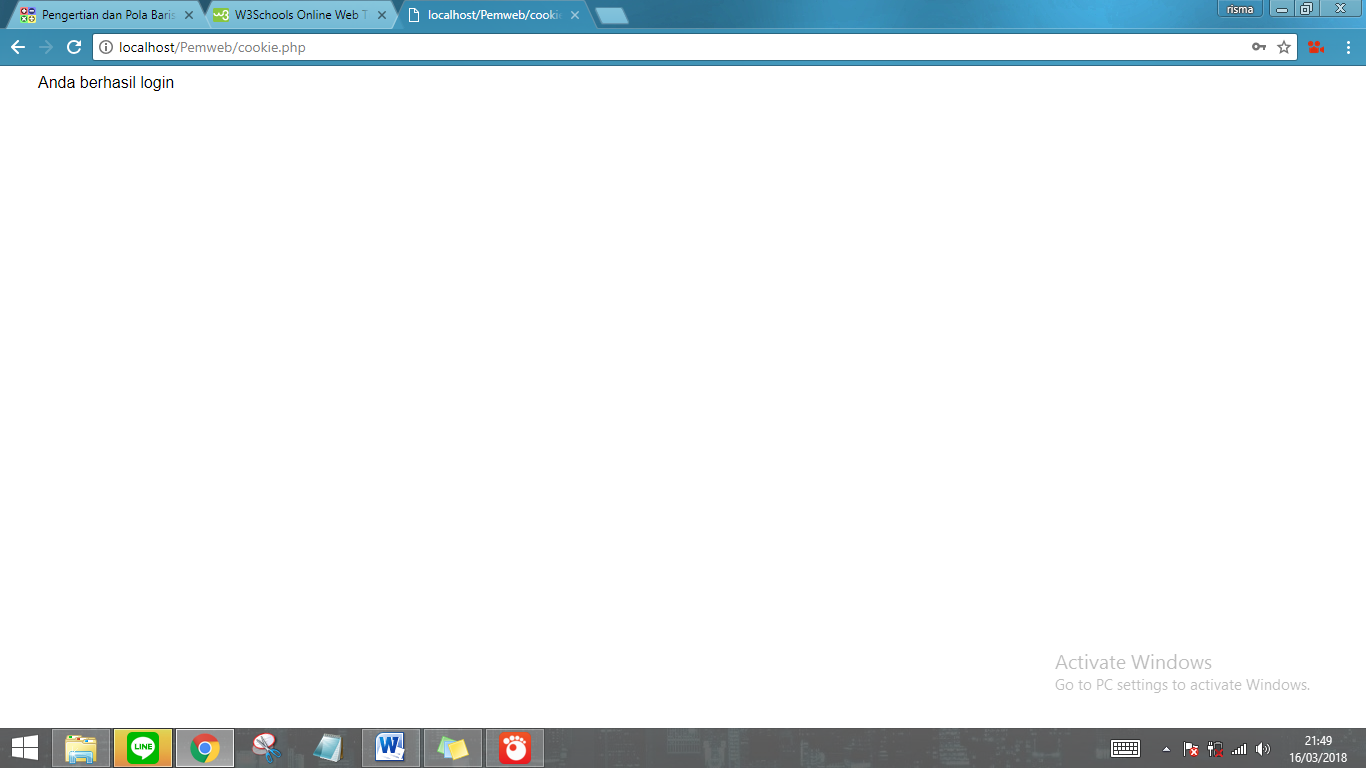 Pengertian dan Pola Baris
W3Schools Online Web T
localhost/Pemweb/cookie
risma
localhost/Pemweb/cookie.php
Anda berhasil login
Activate Windows
Go to PC settings to activate Windows.
LINE
21:49
16/03/2018